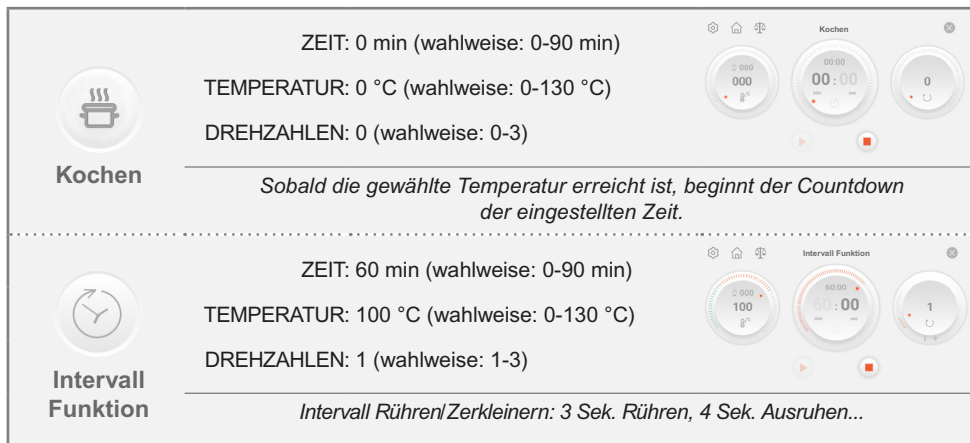 Kochen
ZEIT: 0 min (wahlweise: 0-90 min)
TEMPERATUR: 0 °C (wahlweise: 0-130 °C)
DREHZAHLEN: 0 (wahlweise: 0-3)
Kochen
00:00
000
000
°C
00:00
0
Sobald die gewählte Temperatur erreicht ist, beginnt der Countdown
der eingestellten Zeit.
Intervall
Funktion
ZEIT: 60 min (wahlweise: 0-90 min)
TEMPERATUR: 100 °C (wahlweise: 0-130 °C)
DREHZAHLEN: 1 (wahlweise: 1-3)
Intervall Funktion
60:00
000
100
°C
60:00
1
1
Intervall Rühren/Zerkleinern: 3 Sek. Rühren, 4 Sek. Ausruhen...